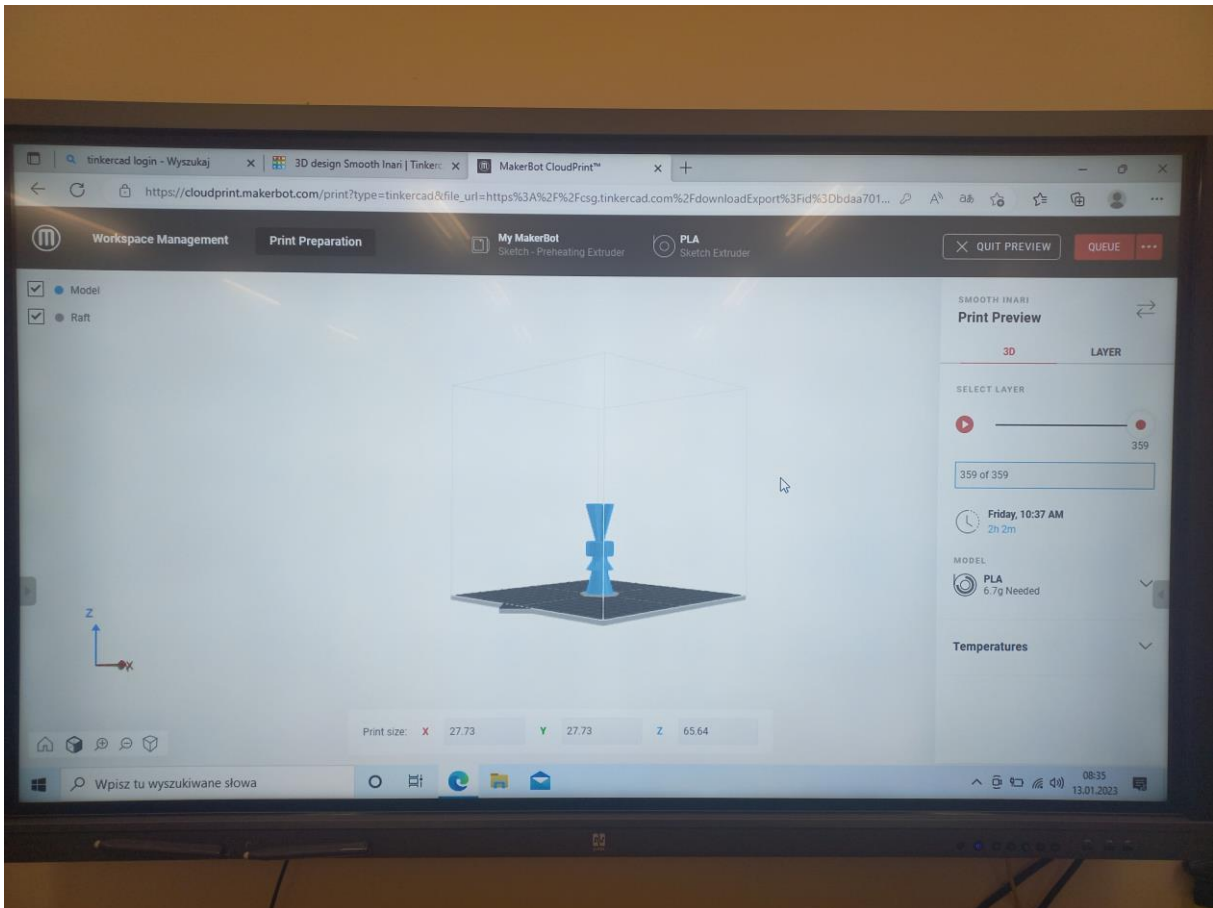 tinkercad login - Wyszukaj
3D design Smooth Inari | Tinkerc
MakerBot CloudPrint™
https://cloudprint.makerbot.com/print?type=tinkercad&file_url=https%3A%2F%2Fcsg.tinkercad.com%2FdownloadExport%3Fid%3Dbdaa701...
Workspace Management
Print Preparation
My MakerBot
Sketch - Preheating Extruder
PLA
Sketch Extruder
QUIT PREVIEW
QUEUE
Model
Raft
SMOOTH INARI
Print Preview
3D LAYER
SELECT LAYER
359
359 of 359
Friday, 10:37 AM
2h 2m
MODEL
PLA
6.7g Needed
Temperatures
Z
X
Print size: X 27.73 Y 27.73 Z 65.64
Wpisz tu wyszukiwane słowa
08:35
13.01.2023